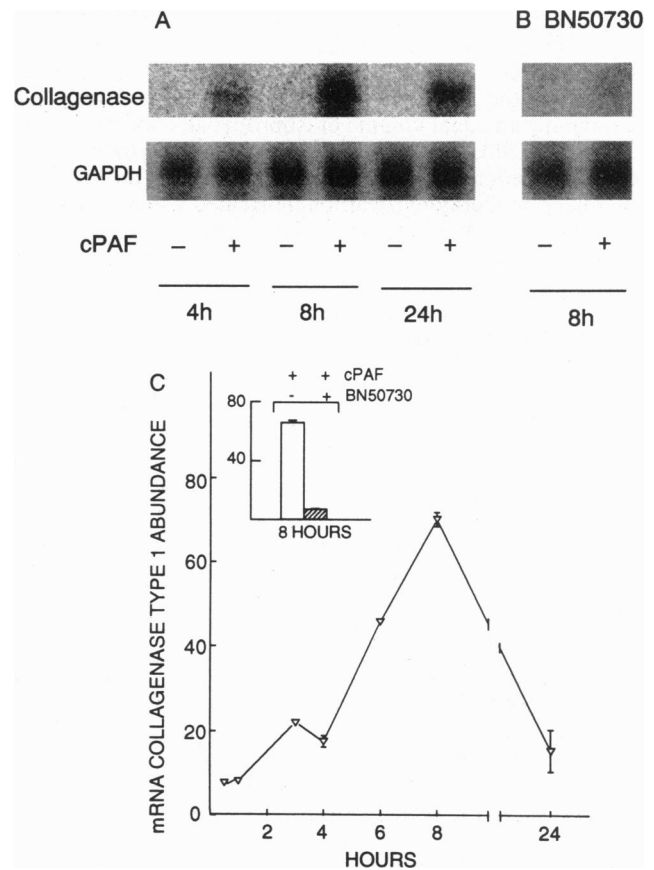 A
B BN50730
Collagenase
GAPDH
cPAF - + - + - + - +
4h 8h 24h 8h
C
+ + cPAF
- + BN50730
80
40
8 HOURS
mRNA COLLAGENASE TYPE 1 ABUNDANCE
80
60
40
20
0
2 4 6 8 24
HOURS